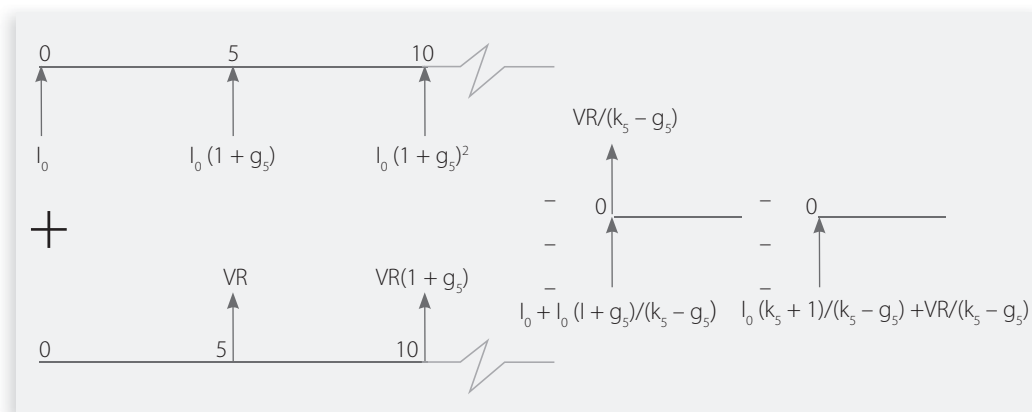 0 5 10
I₀ I₀ (1 + g₅) I₀ (1 + g₅)²
+
VR VR(1 + g₅)
0 5 10
VR/(k₅ – g₅)
0
I₀ + I₀ (I + g₅)/(k₅ – g₅)
0
I₀ (k₅ + 1)/(k₅ – g₅) +VR/(k₅ – g₅)